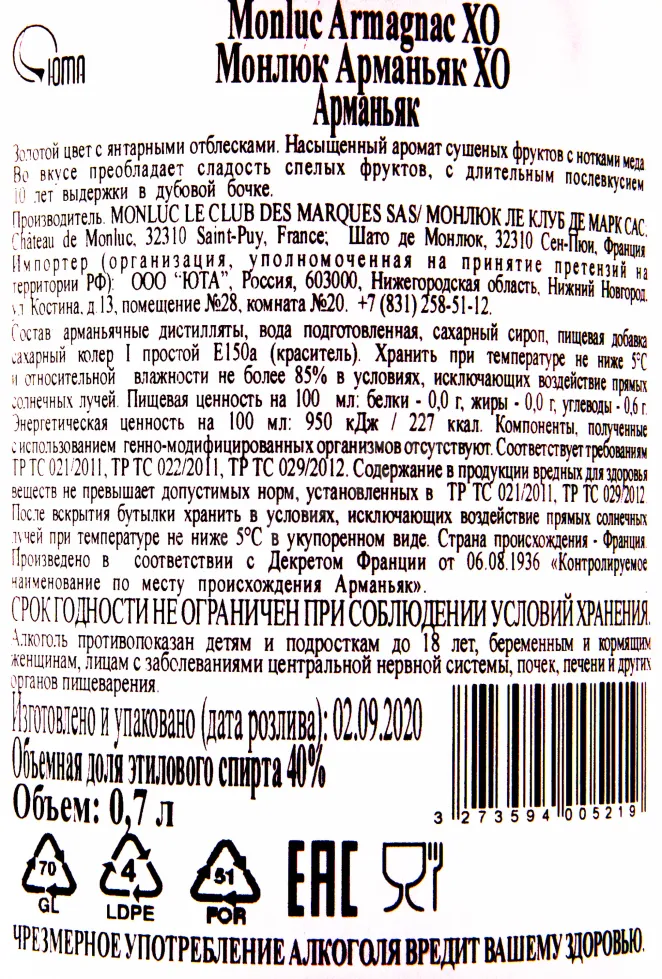 ЮТА
Monluc Armagnac XO
Монлюк Арманьяк ХО
Арманьяк
Золотой цвет с янтарными отблесками. Насыщенный аромат сушеных фруктов с нотками меда
Во вкусе преобладает сладость спелых фруктов, с длительным послевкусием
10 лет выдержки в дубовой бочке.
Производитель. MONLUC LE CLUB DES MARQUES SAS/ МОНЛЮК ЛЕ КЛУБ ДЕ МАРК САС.
Château de Monluc, 32310 Saint-Puy, France; Шато де Монлюк, 32310 Сен-Пюи, Франция
Импортер (организация, уполномоченная на принятие претензий на
территории РФ): ООО "ЮТА", Россия, 603000, Нижегородская область, Нижний Новгород,
ул Костина, д.13, помещение №28, комната №20. +7 (831) 258-51-12.
Состав арманьячные дистилляты, вода подготовленная, сахарный сироп, пищевая добавка
сахарный колер I простой Е150а (краситель). Хранить при температуре не ниже 5°С
и относительной влажности не более 85% в условиях, исключающих воздействие прямых
солнечных лучей. Пищевая ценность на 100 мл: белки - 0,0 г, жиры - 0,0 г, углеводы - 0,6 г.
Энергетическая ценность на 100 мл: 950 кДж / 227 ккал. Компоненты, полученные
с использованием генно-модифицированных организмов отсутствуют. Соответствует требованиям
ТР ТС 021/2011, ТР ТС 022/2011, ТР ТС 029/2012. Содержание в продукции вредных для здоровья
веществ не превышает допустимых норм, установленных в ТР ТС 021/2011, ТР ТС 029/2012
После вскрытия бутылки хранить в условиях, исключающих воздействие прямых солнечных
лучей при температуре не ниже 5°С в укупоренном виде. Страна происхождения - Франция.
Произведено в соответствии с Декретом Франции от 06.08.1936 «Контролируемое
наименование по месту происхождения Арманьяк».
СРОК ГОДНОСТИ НЕ ОГРАНИЧЕН ПРИ СОБЛЮДЕНИИ УСЛОВИЙ ХРАНЕНИЯ.
Алкоголь противопоказан детям и подросткам до 18 лет, беременным и кормящим
женщинам, лицам с заболеваниями центральной нервной системы, почек, печени и других
органов пищеварения.
Изготовлено и упаковано (дата розлива): 02.09.2020
Объемная доля этилового спирта 40%
Объем: 0,7 л
3 273594 005219
70 4 51 EAC
GL LDPE FOR
ЧРЕЗМЕРНОЕ УПОТРЕБЛЕНИЕ АЛКОГОЛЯ ВРЕДИТ ВАШЕМУ ЗДОРОВЬЮ.